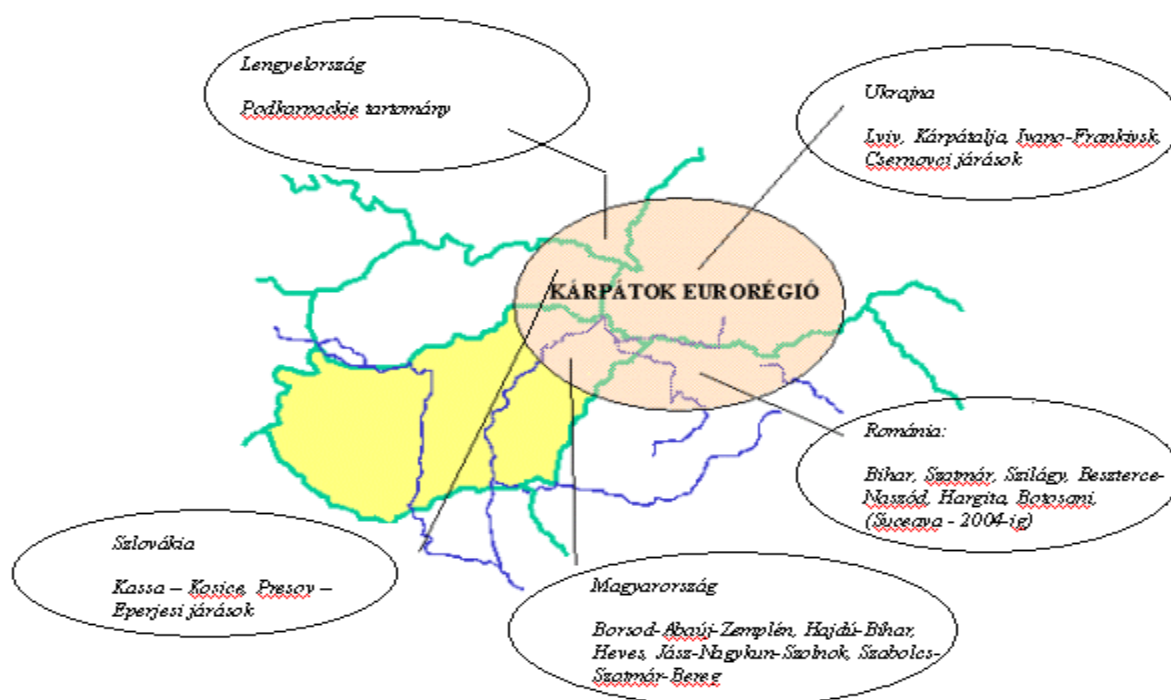 Lengyelország
Podkarpackie tartomány
Ukrajna
Lviv, Kárpátalja, Ivano-Frankivsk,
Csernovci járások
KÁRPÁTOK EURORÉGIÓ
Románia:
Bihar, Szatmár, Szilágy, Beszterce-
Naszód, Hargita, Botosani,
(Suceava - 2004-ig)
Szlovákia
Kassa – Kosice, Presov –
Eperjesi járások
Magyarország
Borsod-Abaúj-Zemplén, Hajdú-Bihar,
Heves, Jász-Nagykun-Szolnok, Szabolcs-
Szatmár-Bereg